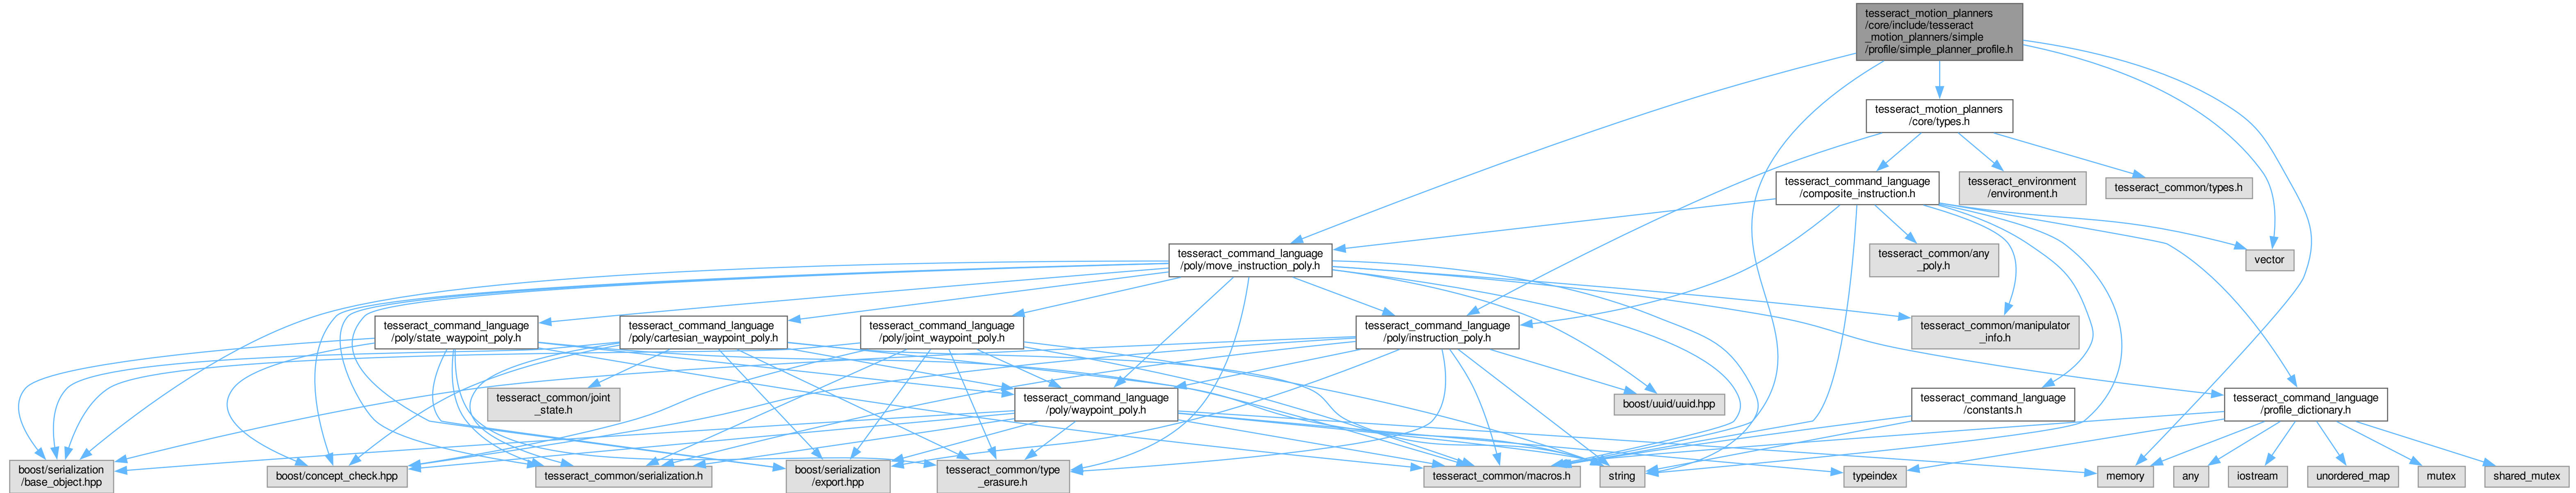 tesseract_motion_planners
/core/include/tesseract
_motion_planners/simple
/profile/simple_planner_profile.h
tesseract_motion_planners
/core/types.h
tesseract_command_language
/composite_instruction.h
tesseract_environment
/environment.h
tesseract_common/types.h
tesseract_command_language
/poly/move_instruction_poly.h
tesseract_common/any
_poly.h
vector
tesseract_command_language
/poly/state_waypoint_poly.h
tesseract_command_language
/poly/cartesian_waypoint_poly.h
tesseract_command_language
/poly/joint_waypoint_poly.h
tesseract_command_language
/poly/instruction_poly.h
tesseract_common/manipulator
_info.h
tesseract_common/joint
_state.h
tesseract_command_language
/poly/waypoint_poly.h
boost/uuid/uuid.hpp
tesseract_command_language
/constants.h
tesseract_command_language
/profile_dictionary.h
boost/serialization
/base_object.hpp
boost/concept_check.hpp
tesseract_common/serialization.h
boost/serialization
/export.hpp
tesseract_common/type
_erasure.h
tesseract_common/macros.h
string
typeindex
memory
any
iostream
unordered_map
mutex
shared_mutex